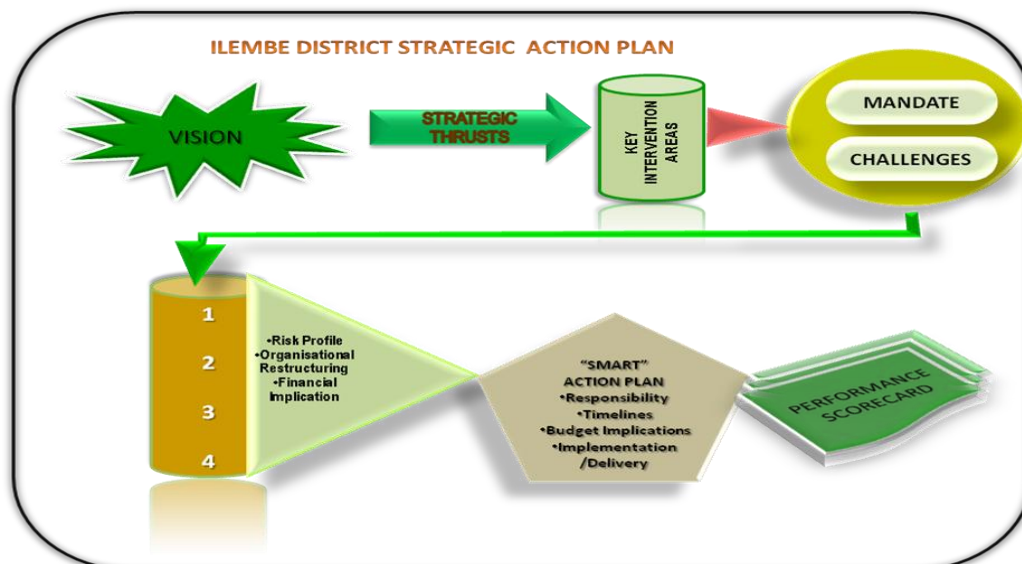 ILEMBE DISTRICT STRATEGIC ACTION PLAN
VISION
STRATEGIC
THRUSTS
KEY
INTERVENTION
AREAS
MANDATE
CHALLENGES
1
2
3
4
•Risk Profile
•Organisational
Restructuring
•Financial
Implication
“SMART”
ACTION PLAN
•Responsibility
•Timelines
•Budget Implications
•Implementation
/Delivery
PERFORMANCE
SCORECARD